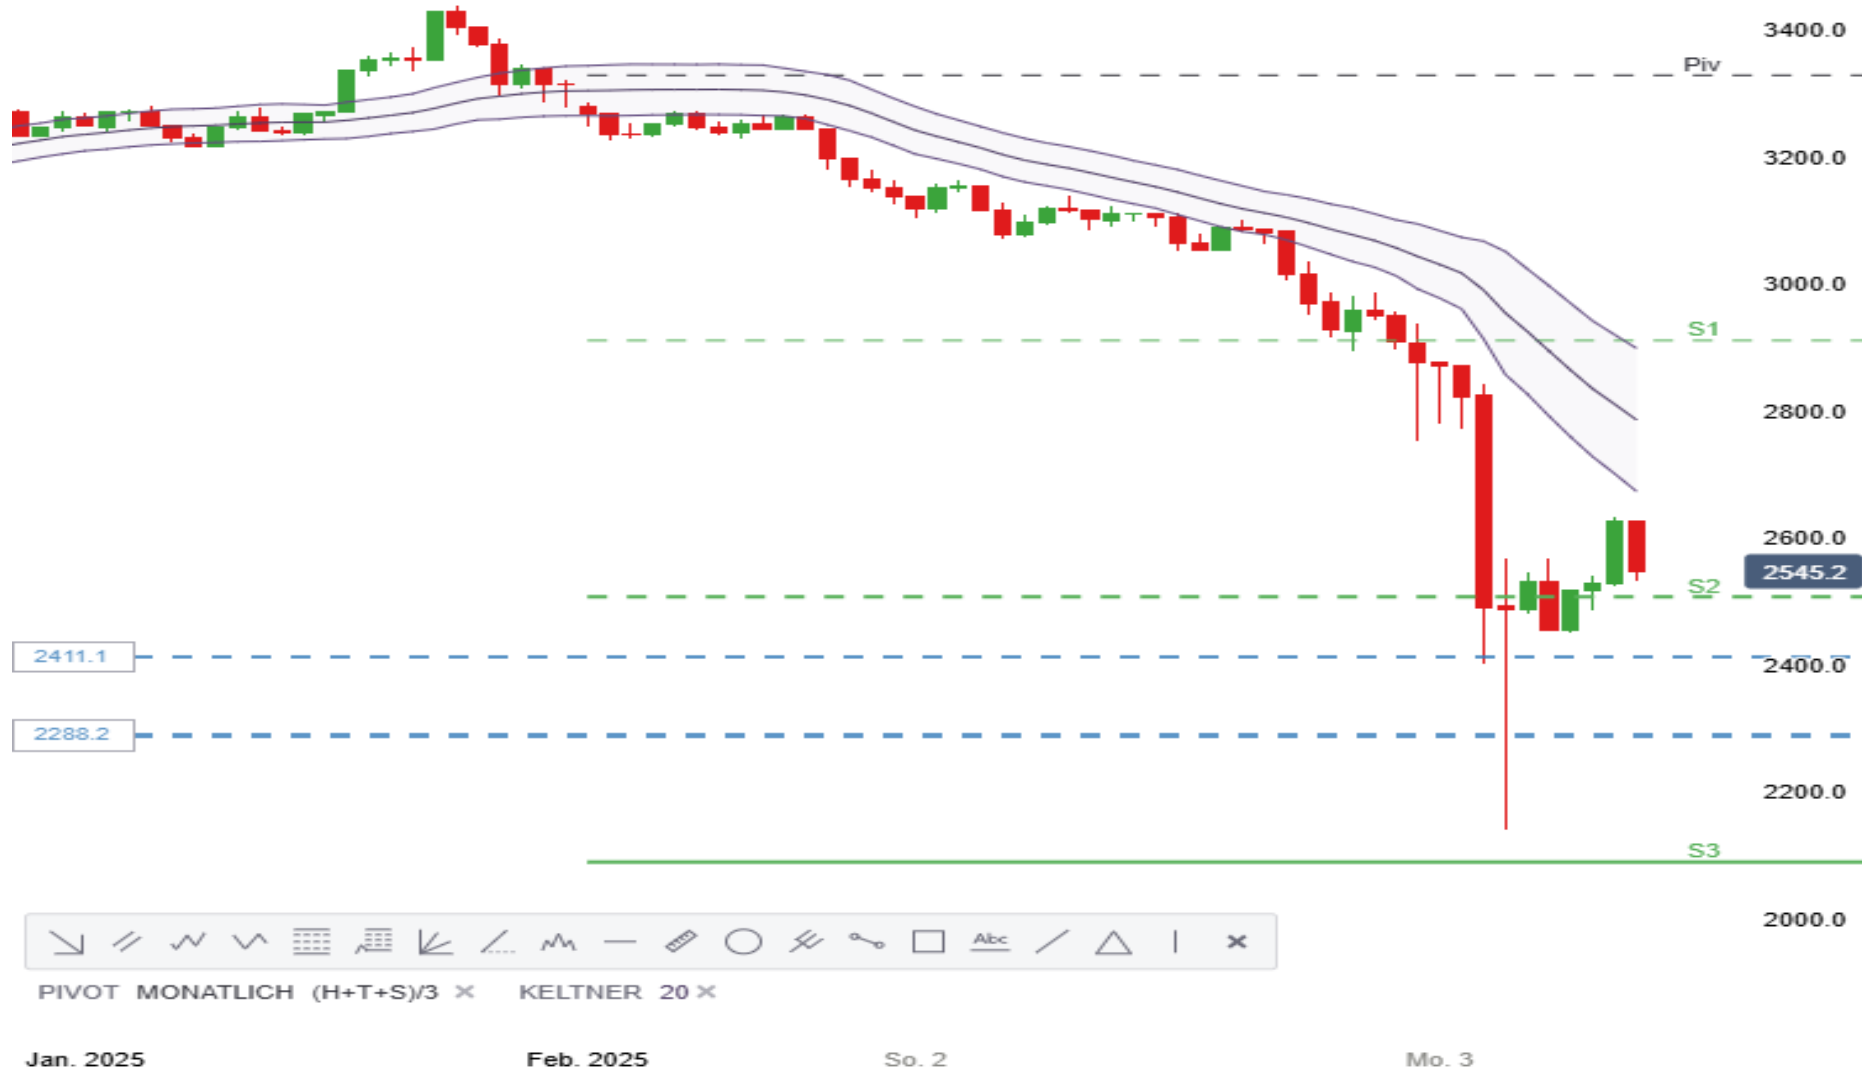 3400.0
Piv
3200.0
3000.0
S1
2800.0
2600.0
2545.2
S2
2411.1
2400.0
2288.2
2200.0
S3
2000.0
Abc
PIVOT MONATLICH (H+T+S)/3 × KELTNER 20 ×
Jan. 2025 Feb. 2025 So. 2 Mo. 3